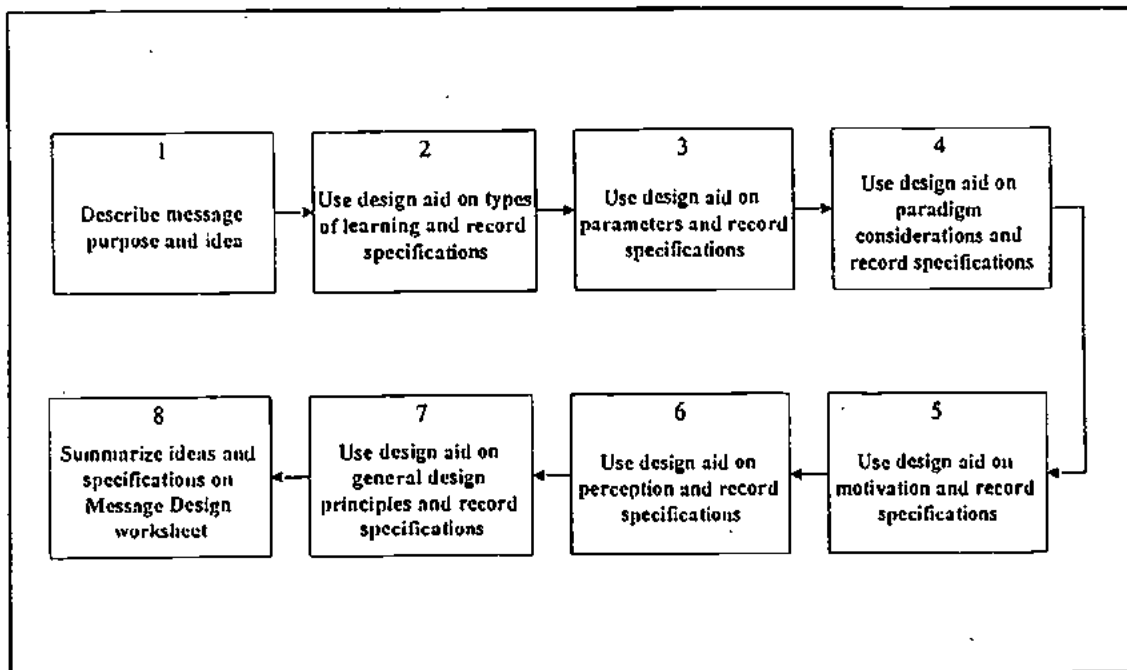 1
Describe message
purpose and idea
2
Use design aid on types
of learning and record
specifications
3
Use design aid on
parameters and record
specifications
4
Use design aid on
paradigm
considerations and
record specifications
5
Use design aid on
motivation and record
specifications
6
Use design aid on
perception and record
specifications
7
Use design aid on
general design
principles and record
specifications
8
Summarize ideas and
specifications on
Message Design
worksheet